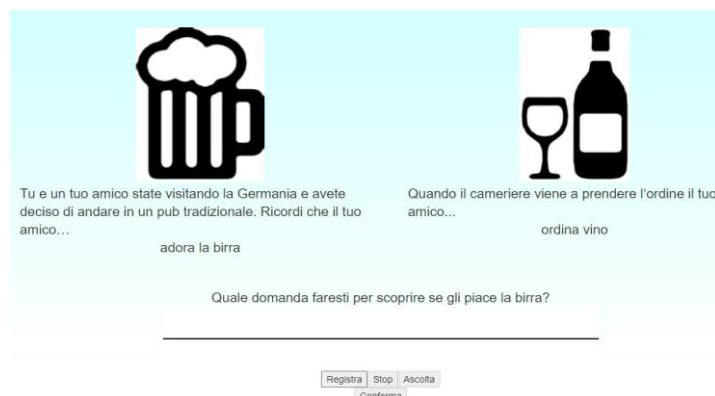 Tu e un tuo amico state visitando la Germania e avete
deciso di andare in un pub tradizionale. Ricordi che il tuo
amico…
adora la birra
Quando il cameriere viene a prendere l'ordine il tuo
amico...
ordina vino
Quale domanda faresti per scoprire se gli piace la birra?
Registra Stop Ascolta
Conferma